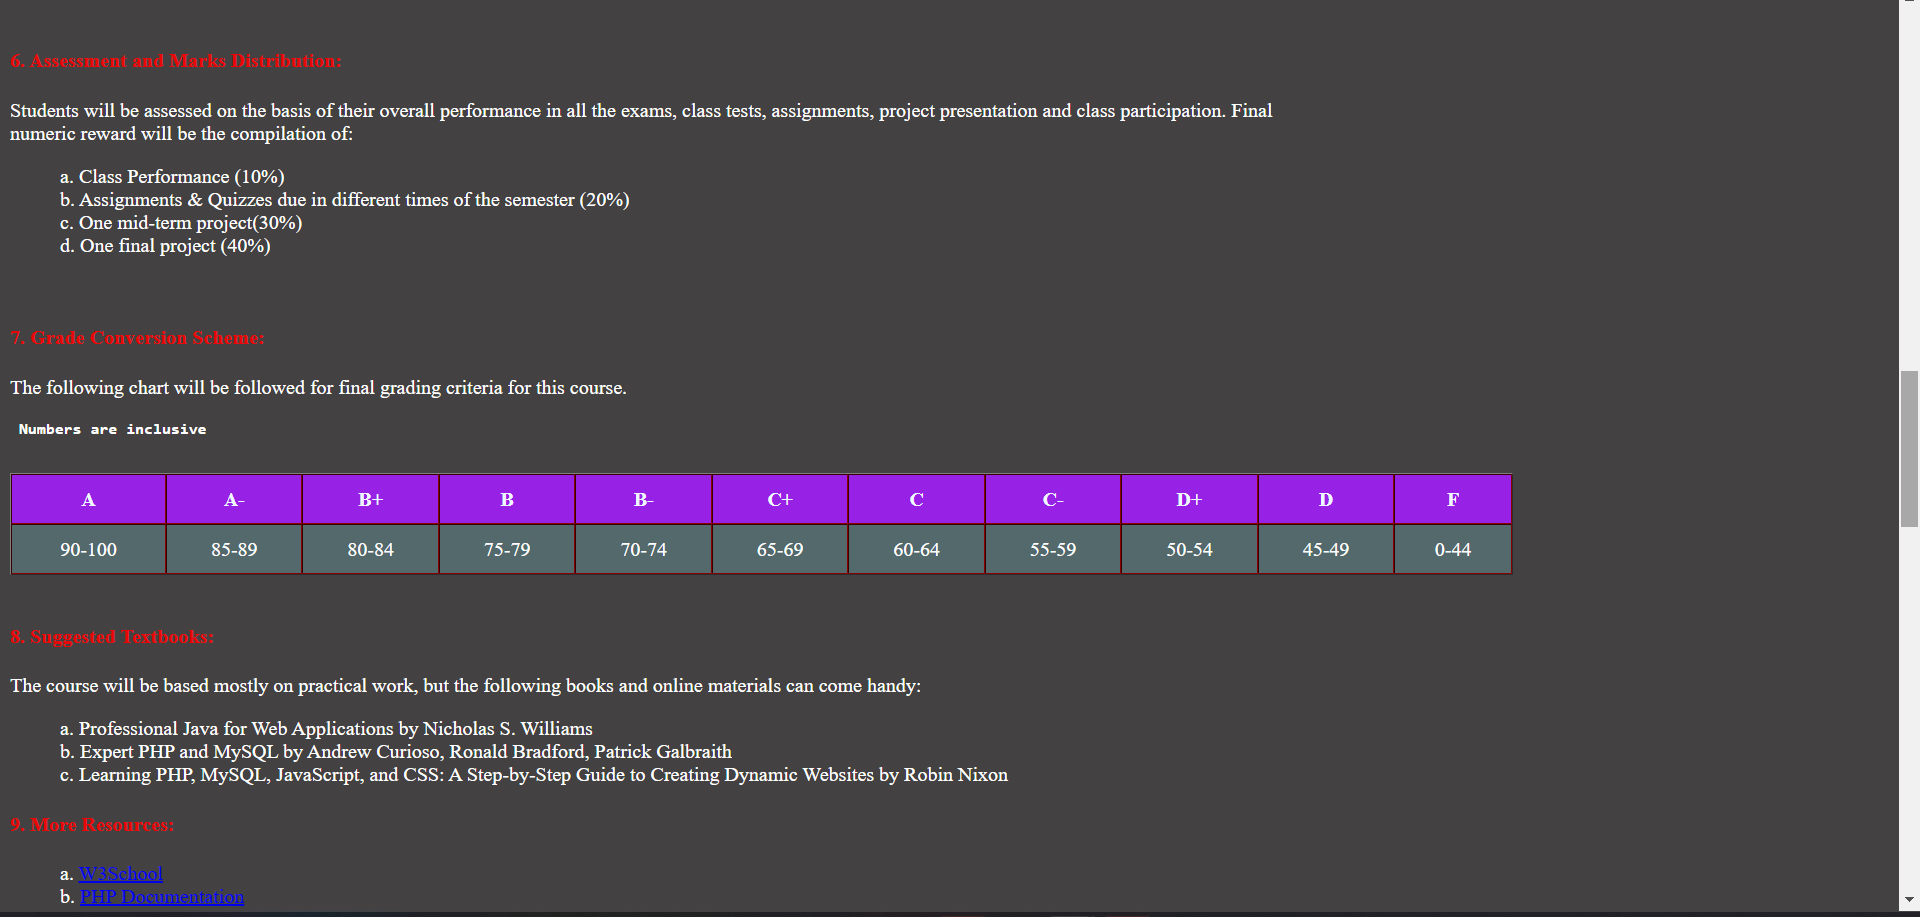 6. Assessment and Marks Distribution:
Students will be assessed on the basis of their overall performance in all the exams, class tests, assignments, project presentation and class participation. Final
numeric reward will be the compilation of:
a. Class Performance (10%)
b. Assignments & Quizzes due in different times of the semester (20%)
c. One mid-term project(30%)
d. One final project (40%)
7. Grade Conversion Scheme:
The following chart will be followed for final grading criteria for this course.
Numbers are inclusive
A A- B+ B B- C+ C C- D+ D F
90-100 85-89 80-84 75-79 70-74 65-69 60-64 55-59 50-54 45-49 0-44
8. Suggested Textbooks:
The course will be based mostly on practical work, but the following books and online materials can come handy:
a. Professional Java for Web Applications by Nicholas S. Williams
b. Expert PHP and MySQL by Andrew Curioso, Ronald Bradford, Patrick Galbraith
c. Learning PHP, MySQL, JavaScript, and CSS: A Step-by-Step Guide to Creating Dynamic Websites by Robin Nixon
9. More Resources:
a. W3School
b. PHP Documentation